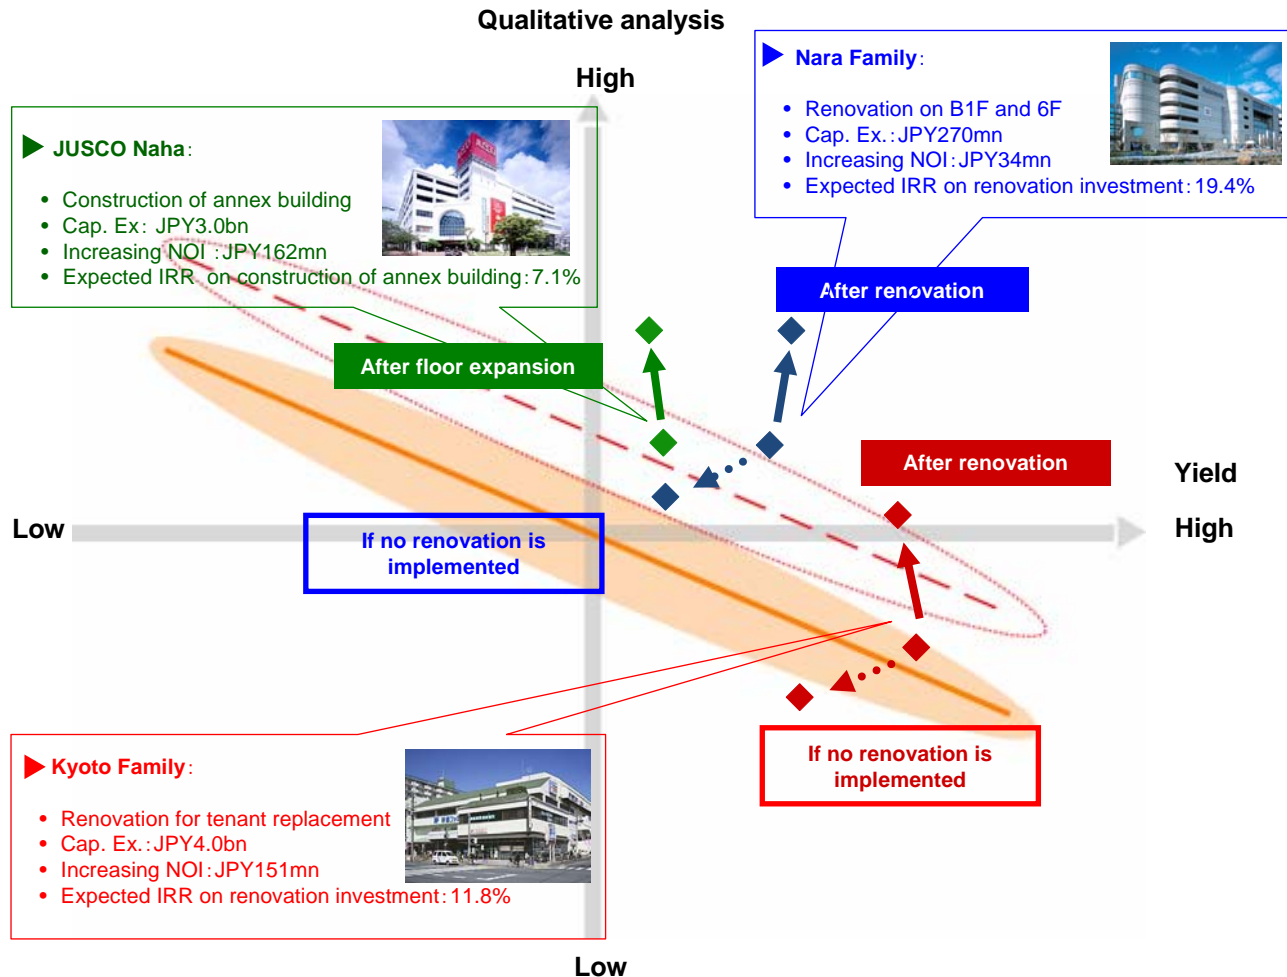 Qualitative analysis
High
▶ Nara Family:
• Renovation on B1F and 6F
• Cap. Ex.:JPY270mn
• Increasing NOI:JPY34mn
• Expected IRR on renovation investment:19.4%
▶ JUSCO Naha:
• Construction of annex building
• Cap. Ex: JPY3.0bn
• Increasing NOI :JPY162mn
• Expected IRR on construction of annex building:7.1%
After renovation
After floor expansion
After renovation
Yield
Low
High
If no renovation is
implemented
If no renovation is
implemented
▶ Kyoto Family:
• Renovation for tenant replacement
• Cap. Ex.:JPY4.0bn
• Increasing NOI:JPY151mn
• Expected IRR on renovation investment:11.8%
Low